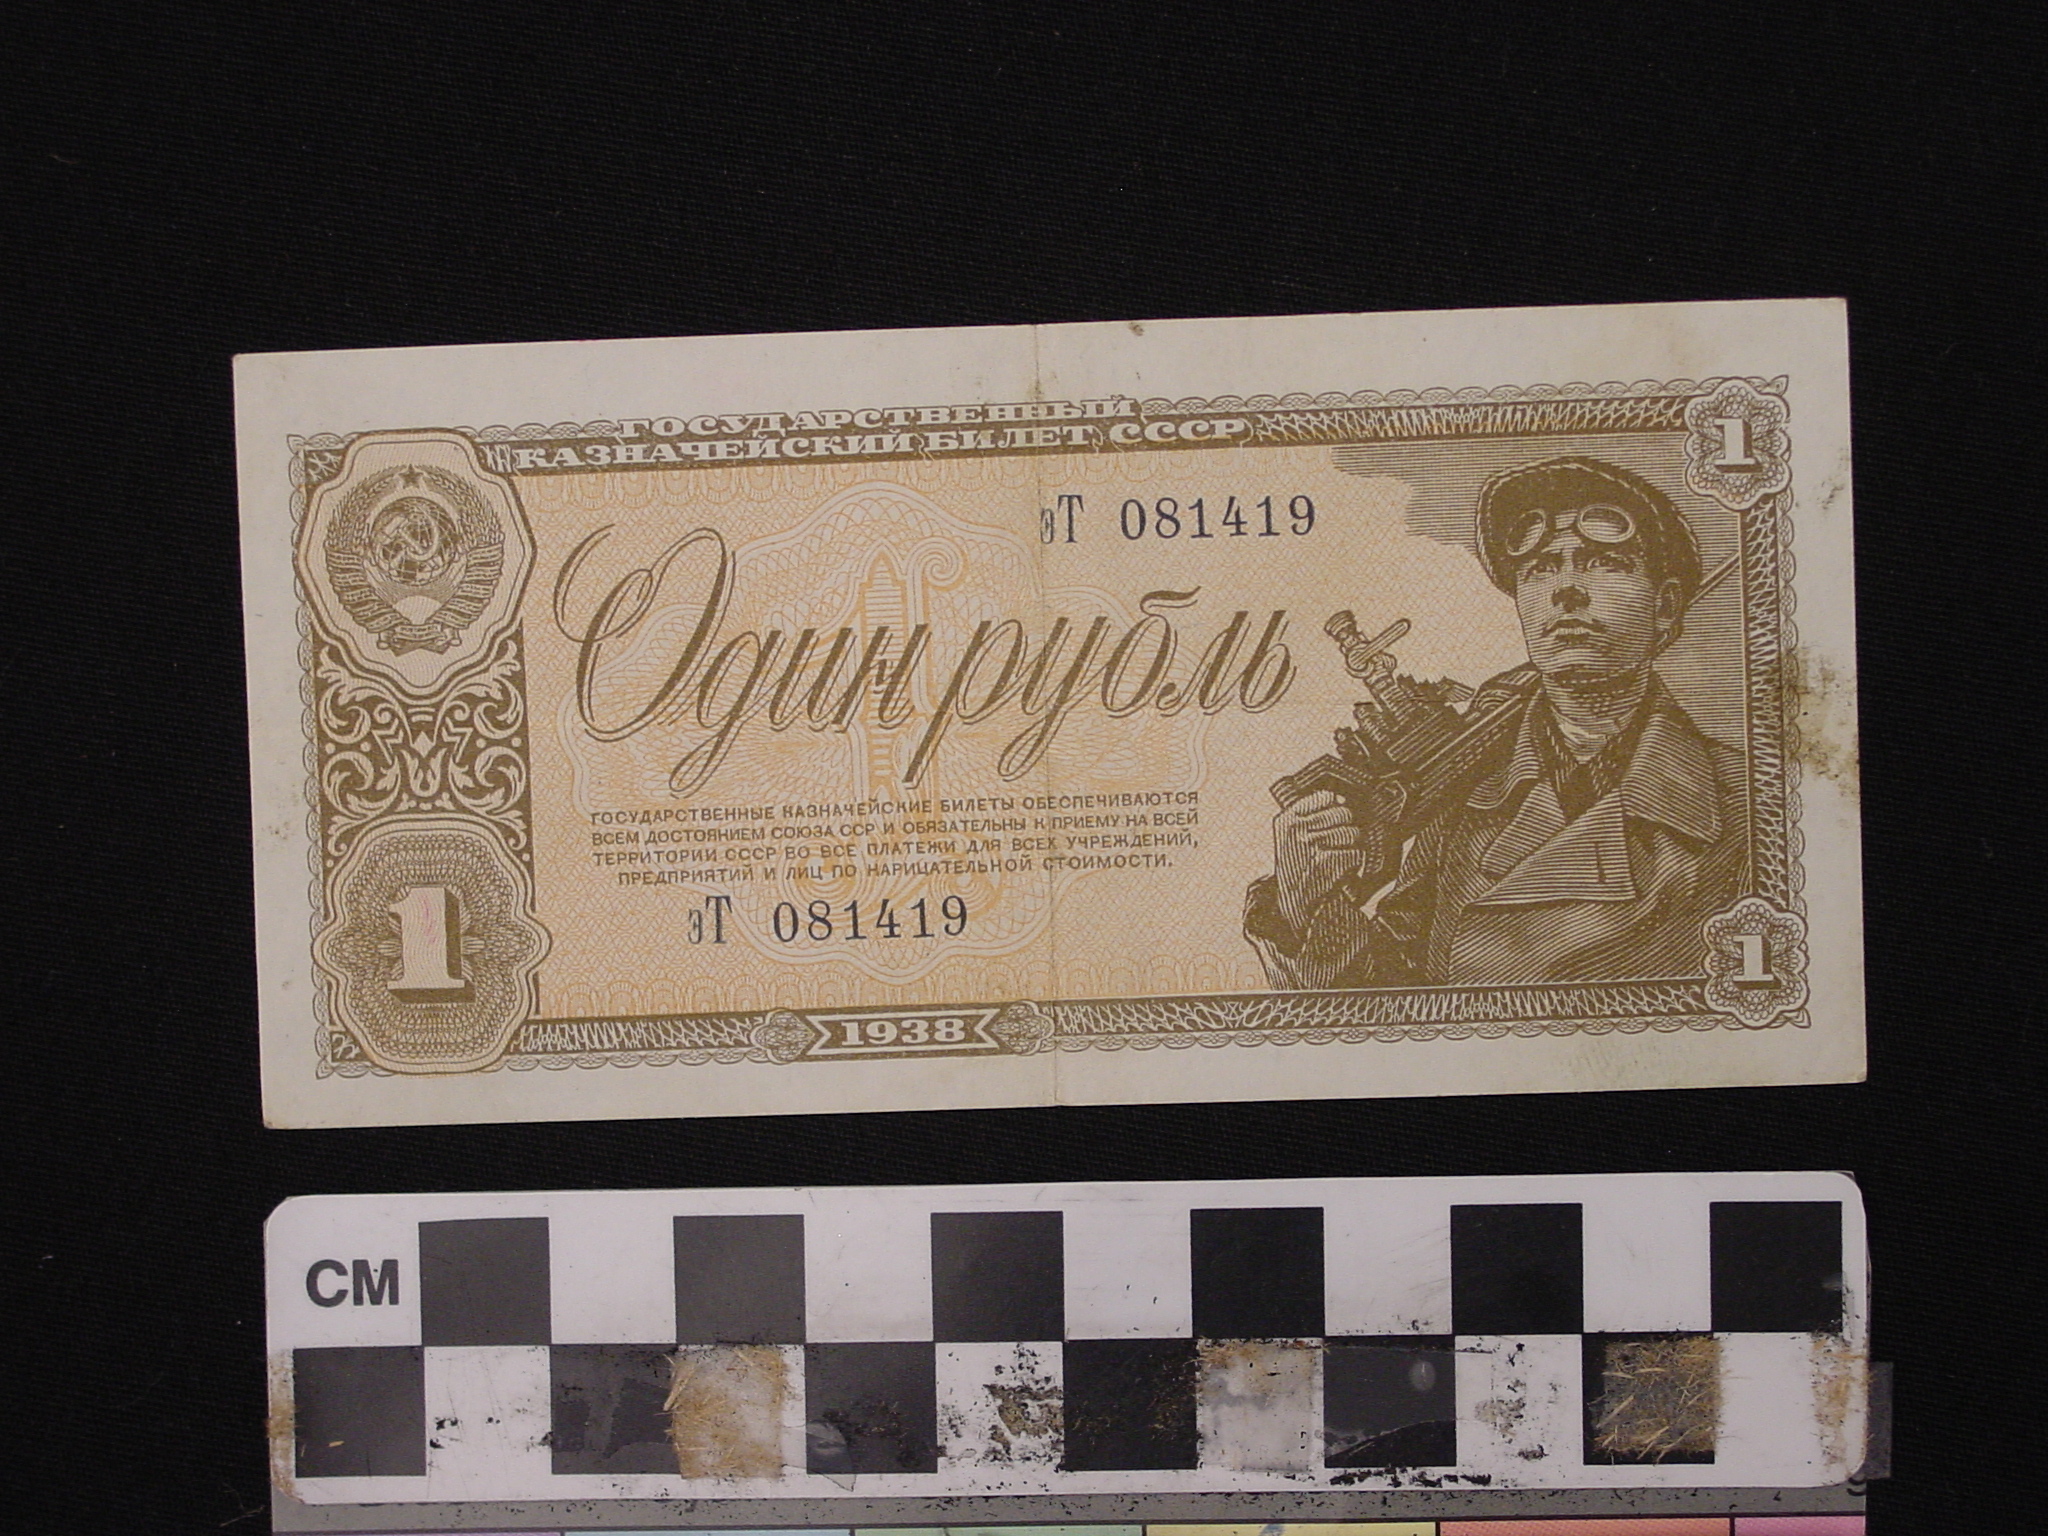 ГОСУДАРСТВЕННЫЙ
КАЗНАЧЕЙСКИЙ БИЛЕТ СССР
1
эТ 081419
Один рубль
ГОСУДАРСТВЕННЫЕ КАЗНАЧЕЙСКИЕ БИЛЕТЫ ОБЕСПЕЧИВАЮТСЯ
ВСЕМ ДОСТОЯНИЕМ СОЮЗА ССР И ОБЯЗАТЕЛЬНЫ К ПРИЕМУ НА ВСЕЙ
ТЕРРИТОРИИ СССР ВО ВСЕ ПЛАТЕЖИ ДЛЯ ВСЕХ УЧРЕЖДЕНИЙ,
ПРЕДПРИЯТИЙ И ЛИЦ ПО НАРИЦАТЕЛЬНОЙ СТОИМОСТИ.
эТ 081419
1
1
1938
CM